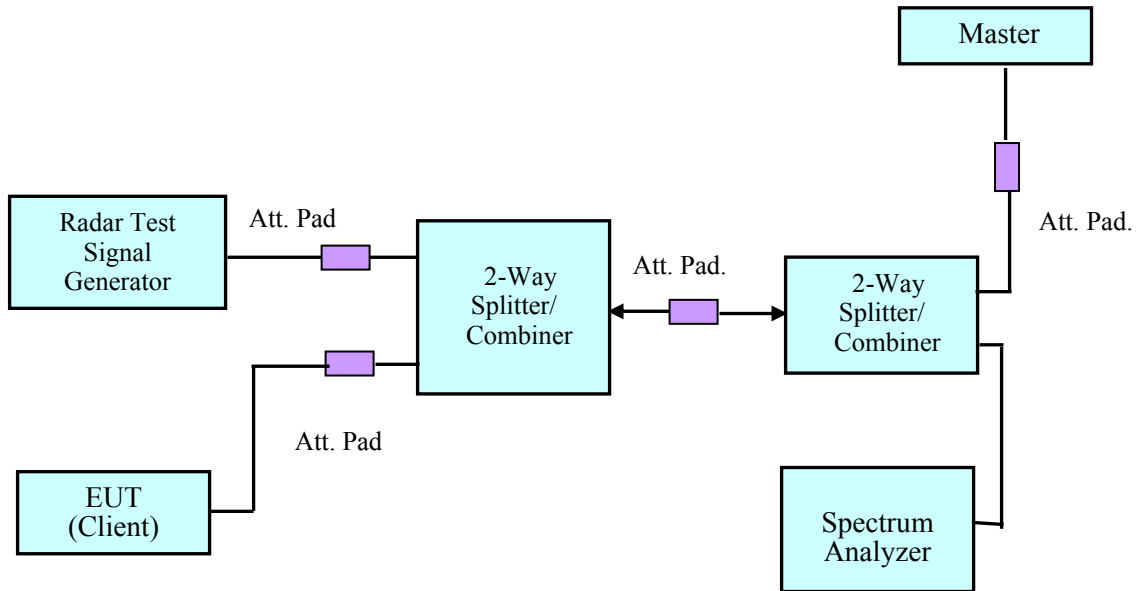 Master
Att. Pad.
Radar Test
Signal
Generator
Att. Pad
2-Way
Splitter/
Combiner
Att. Pad.
2-Way
Splitter/
Combiner
Att. Pad
EUT
(Client)
Spectrum
Analyzer